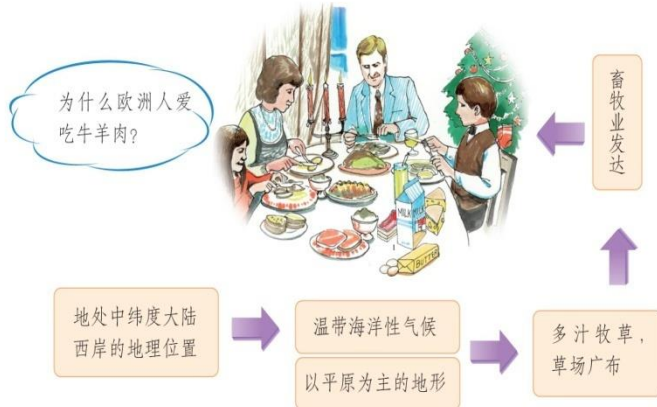 为什么欧洲人爱
吃牛羊肉？
畜牧业发达
MILK
BUTTER
地处中纬度大陆
西岸的地理位置
温带海洋性气候
以平原为主的地形
多汁牧草，
草场广布